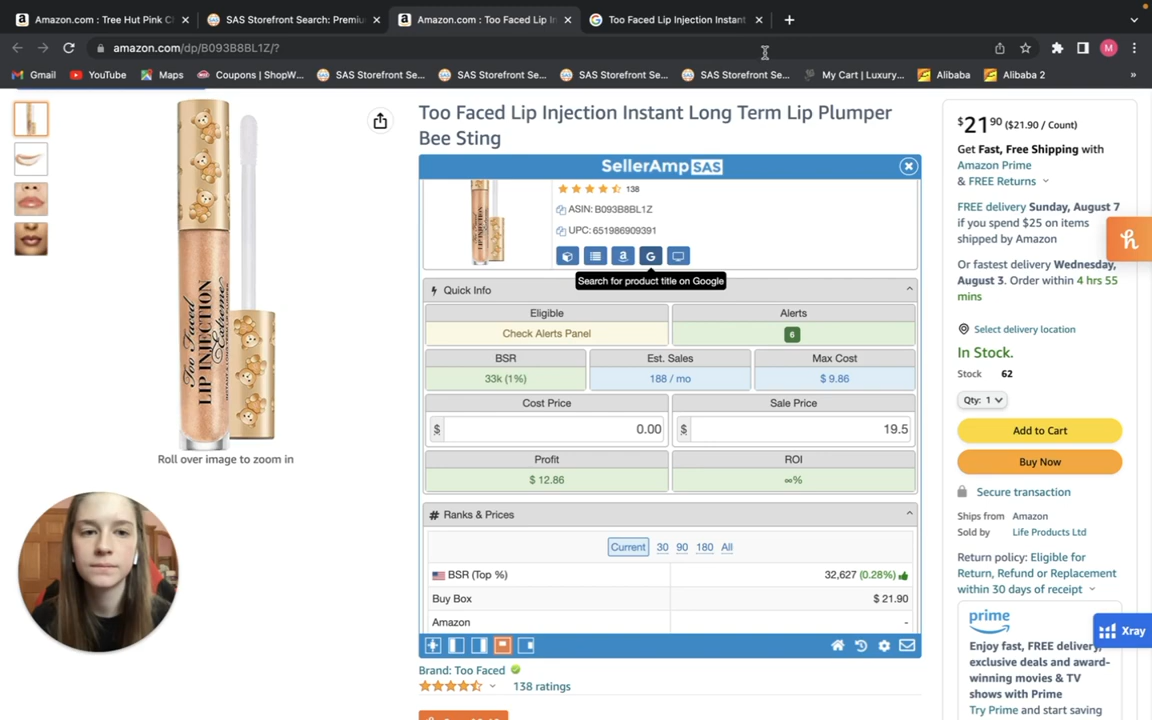 Amazon.com : Tree Hut Pink C
SAS Storefront Search: Premiu
Amazon.com : Too Faced Lip In
Too Faced Lip Injection Instant
amazon.com/dp/B093B8BL1Z/?
M
Gmail
YouTube
Maps
Coupons | ShopW...
SAS Storefront Se...
SAS Storefront Se...
SAS Storefront Se...
SAS Storefront Se...
My Cart | Luxury...
Alibaba
Alibaba 2
»
Too Faced
LIP INJECTION
Extreme
Roll over image to zoom in
Too Faced Lip Injection Instant Long Term Lip Plumper
Bee Sting
SellerAmp SAS
138
ASIN: B093B8BL1Z
UPC: 651986909391
Search for product title on Google
Quick Info
Eligible
Alerts
Check Alerts Panel
6
BSR
Est. Sales
Max Cost
33k (1%)
188 / mo
$ 9.86
Cost Price
Sale Price
$ 0.00
$ 19.5
Profit
ROI
$ 12.86
∞%
Ranks & Prices
Current 30 90 180 All
BSR (Top %)
32,627 (0.28%)
Buy Box
$ 21.90
Amazon
-
Brand: Too Faced
138 ratings
$21.90 ($21.90 / Count)
Get Fast, Free Shipping with
Amazon Prime
& FREE Returns
FREE delivery Sunday, August 7
if you spend $25 on items
shipped by Amazon
Or fastest delivery Wednesday,
August 3. Order within 4 hrs 55
mins
Select delivery location
In Stock.
Stock 62
Qty: 1
Add to Cart
Buy Now
Secure transaction
Ships from Amazon
Sold by Life Products Ltd
Return policy: Eligible for
Return, Refund or Replacement
within 30 days of receipt
prime
Enjoy fast, FREE delivery,
exclusive deals and award-
winning movies & TV
shows with Prime
Try Prime and start saving
h
Xray